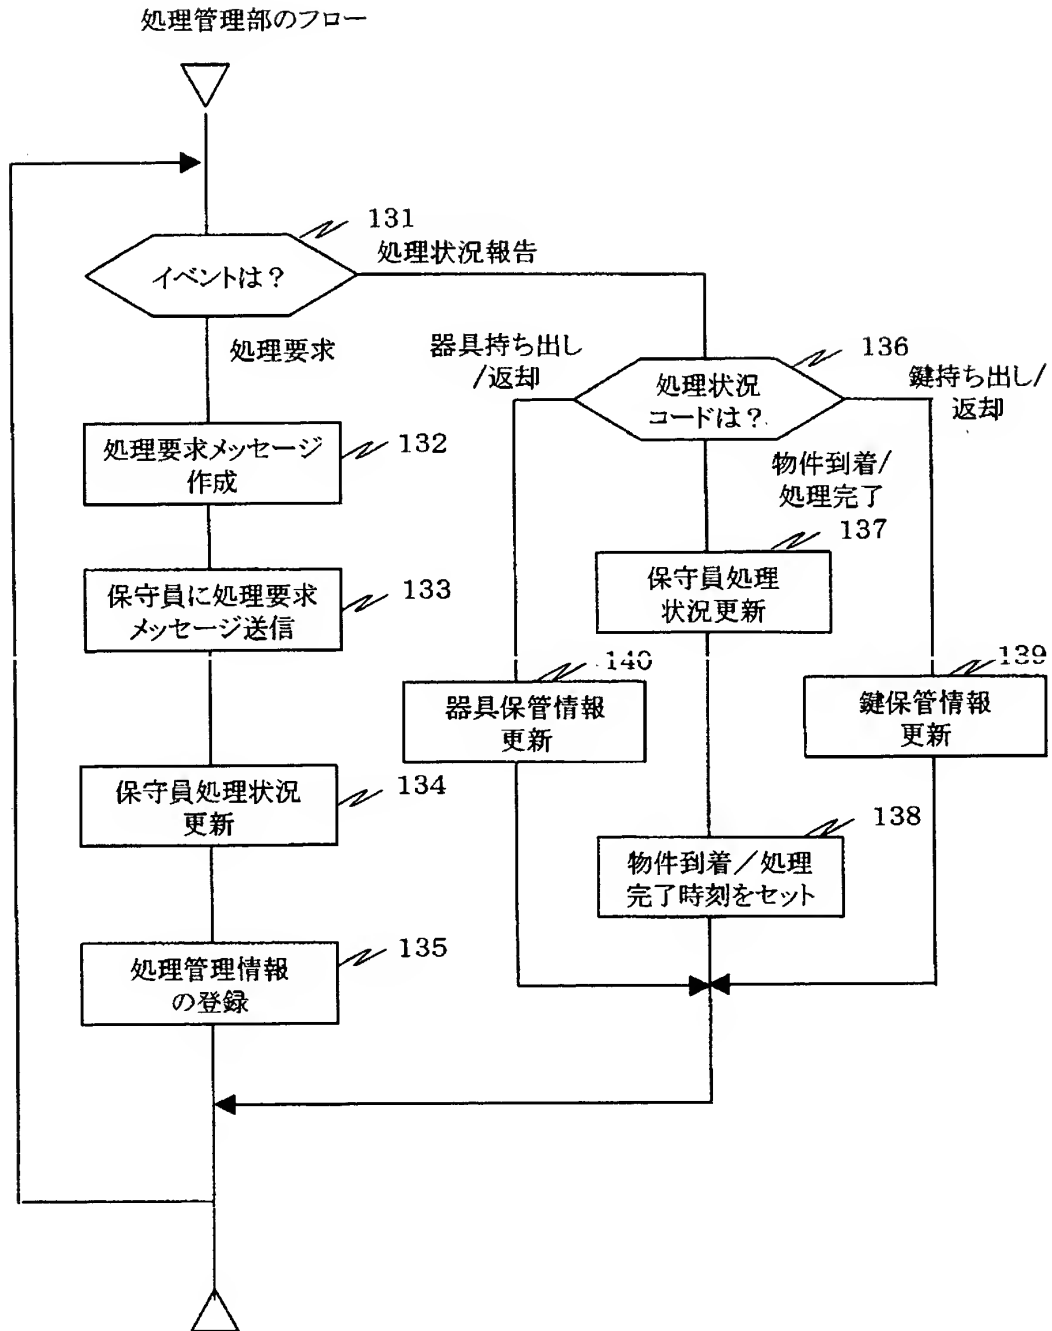 処理管理部のフロー
131
処理状況報告
イベントは?
処理要求
器具持ち出し
/返却
136
処理状況
コードは?
鍵持ち出し/
返却
処理要求メッセージ
作成
132
物件到着/
処理完了
137
保守員に処理要求
メッセージ送信
133
保守員処理
状況更新
140
器具保管情報
更新
139
鍵保管情報
更新
保守員処理状況
更新
134
138
物件到着/処理
完了時刻をセット
処理管理情報
の登録
135